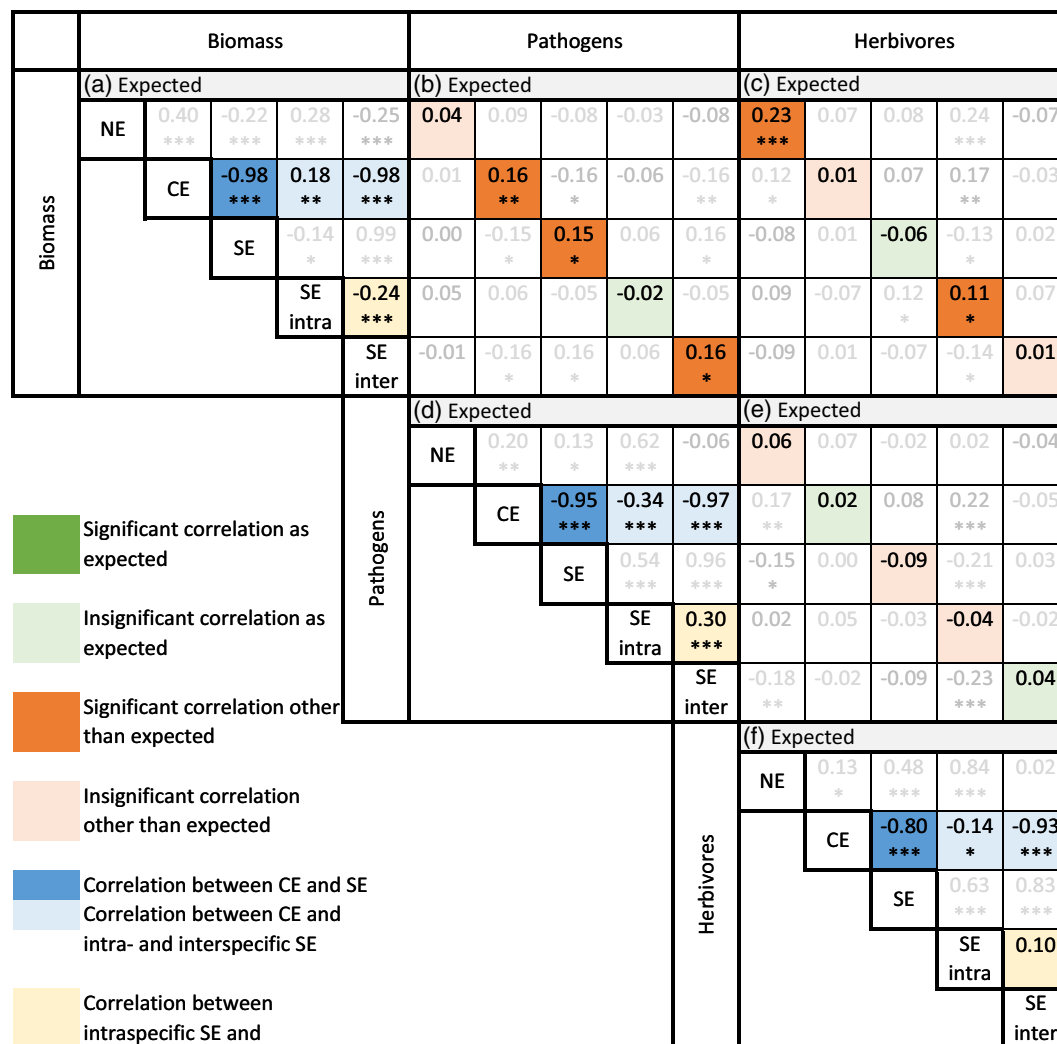 Biomass Pathogens Herbivores
(a) Expected (b) Expected (c) Expected
NE 0.40 -0.22 0.28 -0.25 0.04 0.09 -0.08 -0.03 -0.08 0.23 0.07 0.08 0.24 -0.07
*** *** *** *** *** ***
CE -0.98 0.18 -0.98 0.01 0.16 -0.16 -0.06 -0.16 0.12 0.01 0.07 0.17 -0.03
*** ** *** ** * ** * **
SE -0.14 0.99 0.00 -0.15 0.15 0.06 0.16 -0.08 0.01 -0.06 -0.13 0.02
* *** * * * *
SE -0.24 0.05 0.06 -0.05 -0.02 -0.05 0.09 -0.07 0.12 0.11 0.07
intra *** * *
SE -0.01 -0.16 0.16 0.06 0.16 -0.09 0.01 -0.07 -0.14 0.01
inter * * * *
Biomass
(d) Expected (e) Expected
NE 0.20 0.13 0.62 -0.06 0.06 0.07 -0.02 0.02 -0.04
** * ***
CE -0.95 -0.34 -0.97 0.17 0.02 0.08 0.22 -0.05
*** *** *** ** ***
SE 0.54 0.96 -0.15 0.00 -0.09 -0.21 0.03
*** *** * ***
SE 0.30 0.02 0.05 -0.03 -0.04 -0.02
intra ***
SE -0.18 -0.02 -0.09 -0.23 0.04
inter ** ***
Pathogens
(f) Expected
NE 0.13 0.48 0.84 0.02
* *** ***
CE -0.80 -0.14 -0.93
*** * ***
SE 0.63 0.83
*** ***
SE 0.10
intra
SE
inter
Herbivores
Significant correlation as
expected
Insignificant correlation as
expected
Significant correlation other
than expected
Insignificant correlation
other than expected
Correlation between CE and SE
Correlation between CE and
intra- and interspecific SE
Correlation between
intraspecific SE and